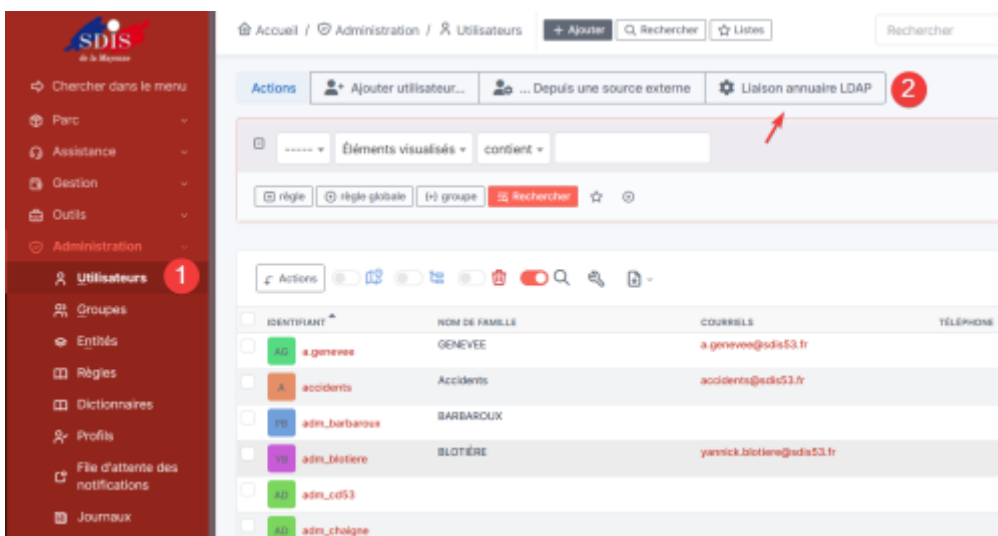 SDIS
de la Mayenne
Chercher dans le menu
Parc
Assistance
Gestion
Outils
Administration
Utilisateurs 1
Groupes
Entités
Règles
Dictionnaires
Profils
File d'attente des
notifications
Journaux
Accueil / Administration / Utilisateurs + Ajouter Rechercher Listes Rechercher
Actions Ajouter utilisateur... ... Depuis une source externe Liaison annuaire LDAP 2
----- Éléments visualisés contient
règle règle globale (+) groupe Rechercher
Actions
IDENTIFIANT NOM DE FAMILLE COURRIELS TÉLÉPHONE
AG a.genevee GENEVEE a.genevee@sdis53.fr
A accidents Accidents accidents@sdis53.fr
PB adm_barbaroux BARBAROUX
YB adm_blotiere BLOTIÈRE yannick.blotiere@sdis53.fr
AD adm_cd53
AD adm_chaigne